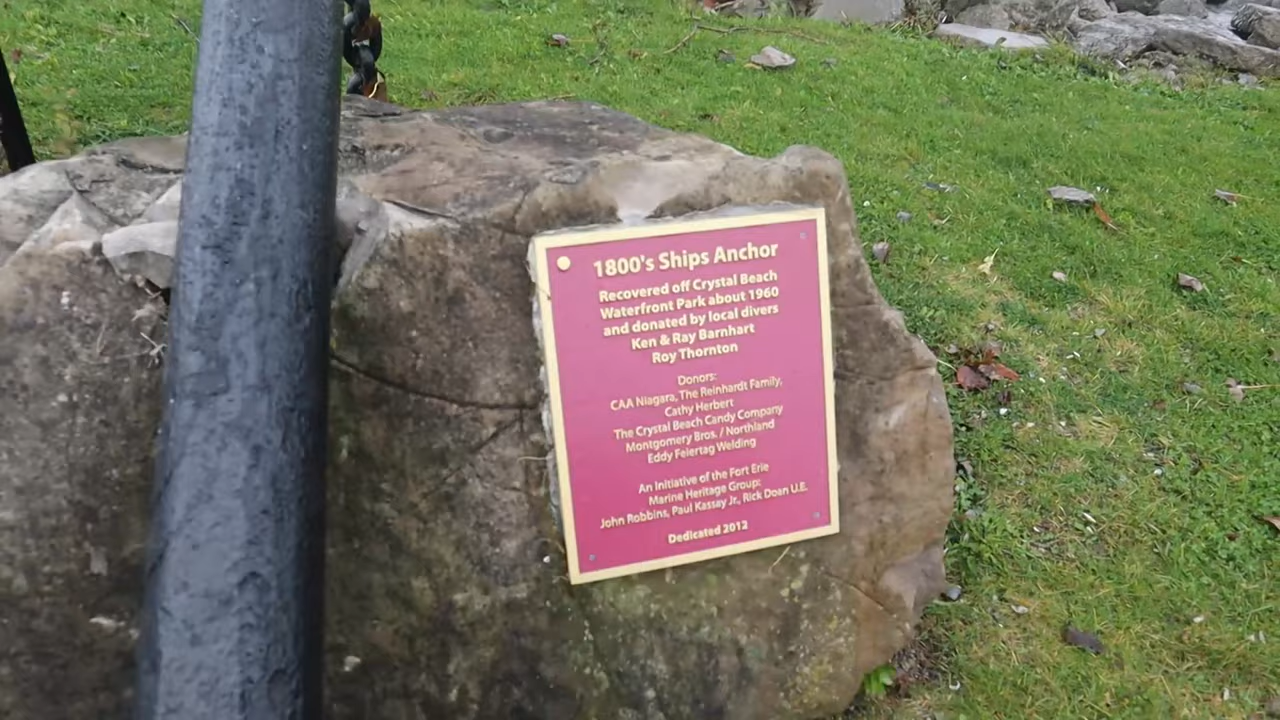 1800's Ships Anchor
Recovered off Crystal Beach
Waterfront Park about 1960
and donated by local divers
Ken & Ray Barnhart
Roy Thornton
Donors:
CAA Niagara, The Reinhardt Family,
Cathy Herbert
The Crystal Beach Candy Company
Montgomery Bros. / Northland
Eddy Feiertag Welding
An Initiative of the Fort Erie
Marine Heritage Group:
John Robbins, Paul Kassay Jr., Rick Doan U.E.
Dedicated 2012